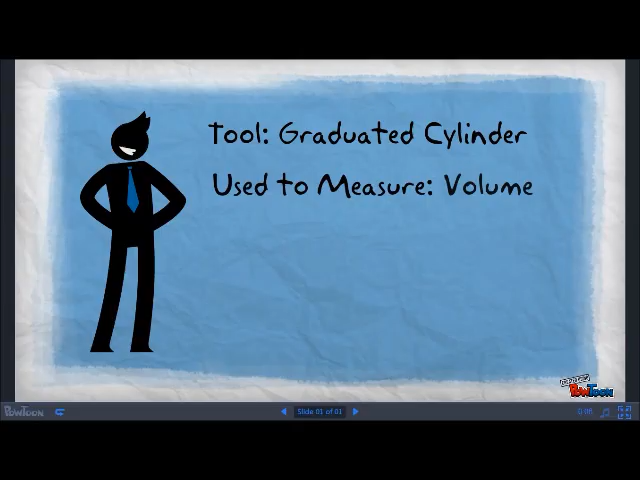 Tool: Graduated Cylinder
Used to Measure: Volume
POWTOON
POWTOON
Slide 01 of 01